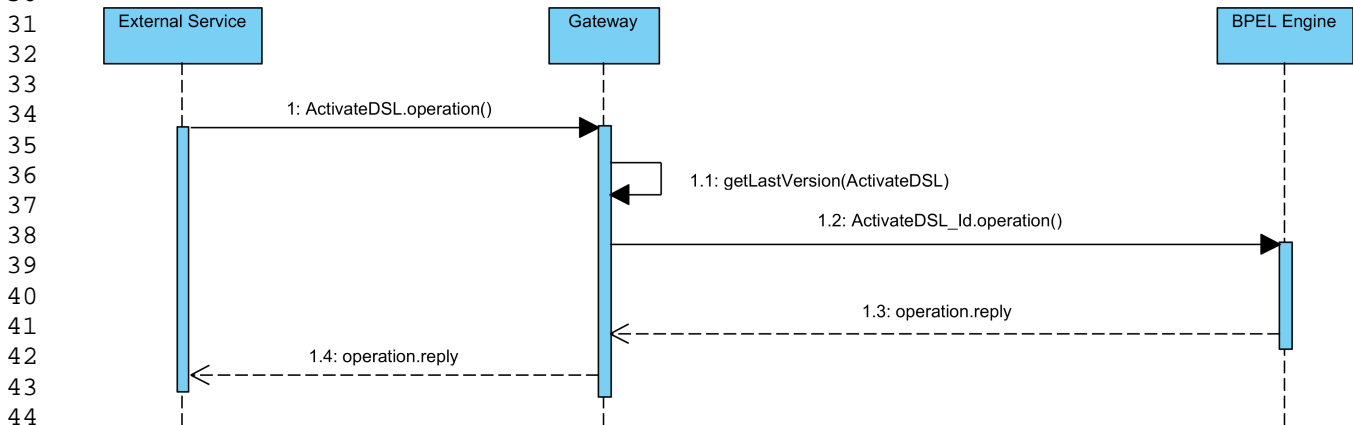 31
External Service Gateway BPEL Engine
32
33
34
1: ActivateDSL.operation()
35
36
1.1: getLastVersion(ActivateDSL)
37
1.2: ActivateDSL_Id.operation()
38
39
40
1.3: operation.reply
41
42
1.4: operation.reply
43
44